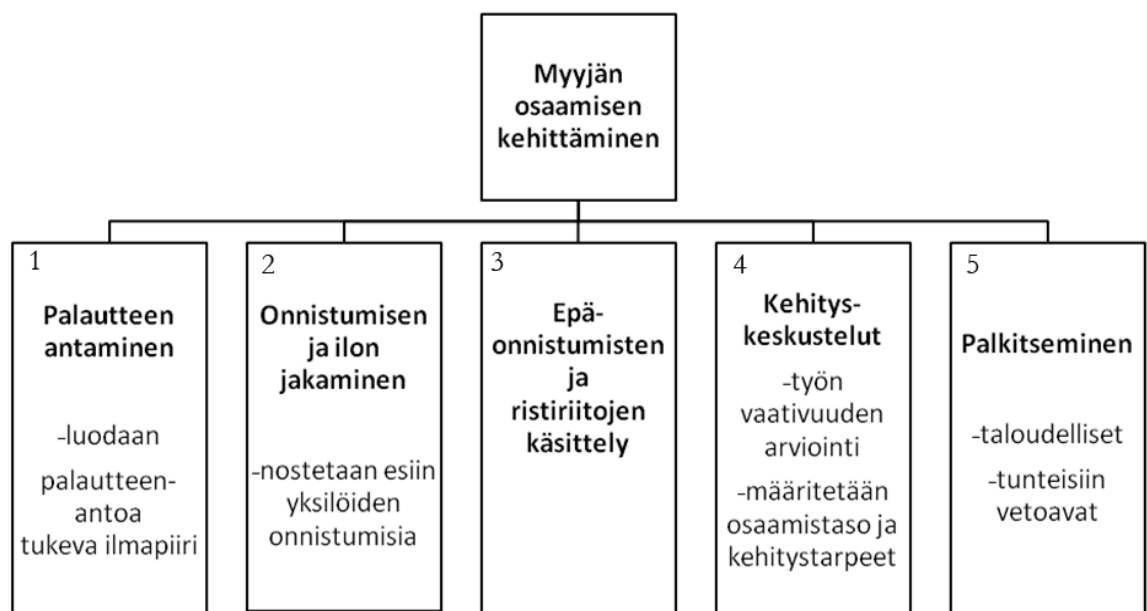 Myyjän
osaamisen
kehittäminen
1
Palautteen
antaminen
-luodaan
palautteen-
antoa
tukeva ilmapiiri
2
Onnistumisen
ja ilon
jakaminen
-nostetaan esiin
yksilöiden
onnistumisia
3
Epä-
onnistumisten
ja
ristiriitojen
käsittely
4
Kehitys-
keskustelut
-työn
vaativuuden
arviointi
-määritetään
osaamistaso ja
kehitystarpeet
5
Palkitseminen
-taloudelliset
-tunteisiin
vetoavat